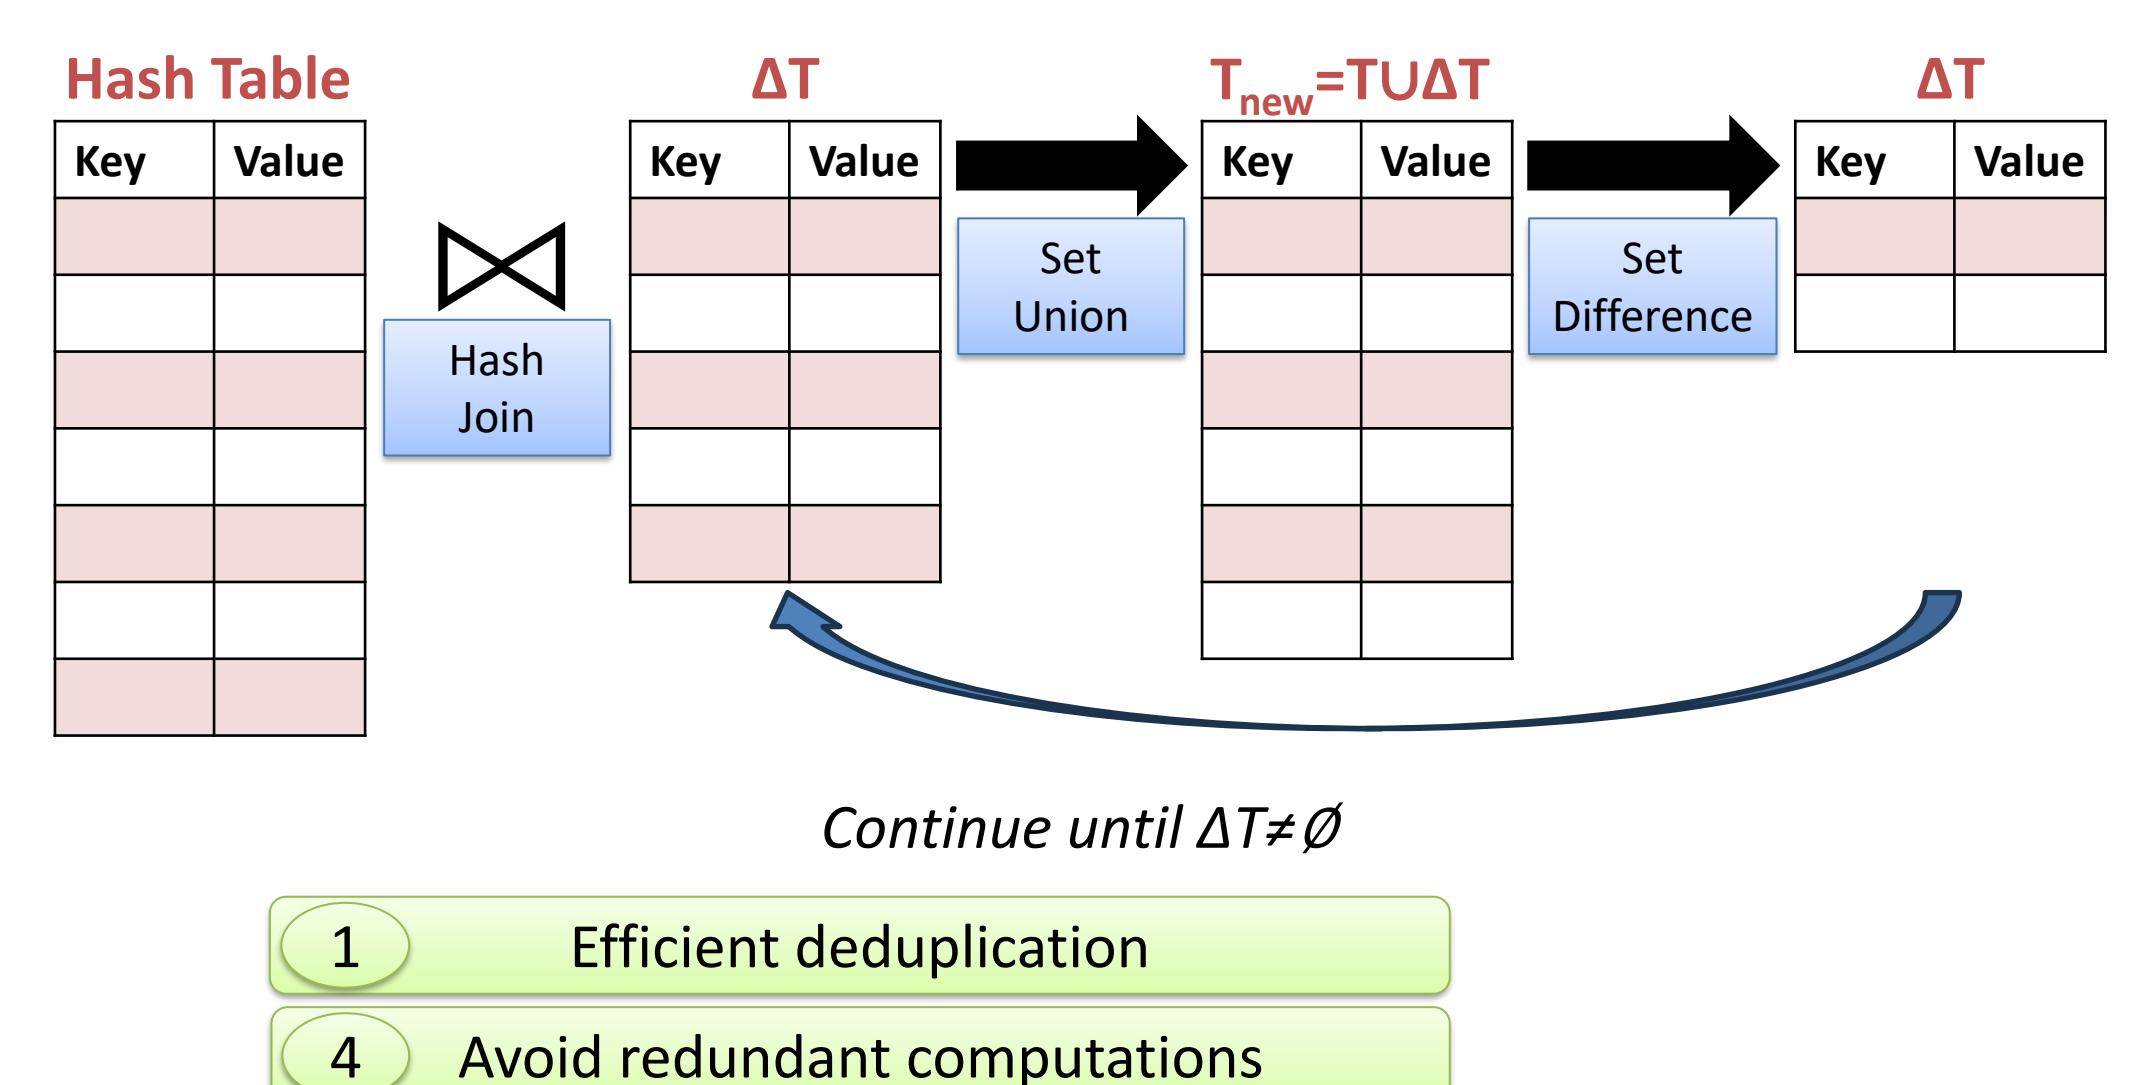 Hash Table
ΔT
Tnew=T∪ΔT
ΔT
Key Value
Key Value
Key Value
Key Value
Hash
Join
Set
Union
Set
Difference
Continue until ΔT≠Ø
1 Efficient deduplication
4 Avoid redundant computations